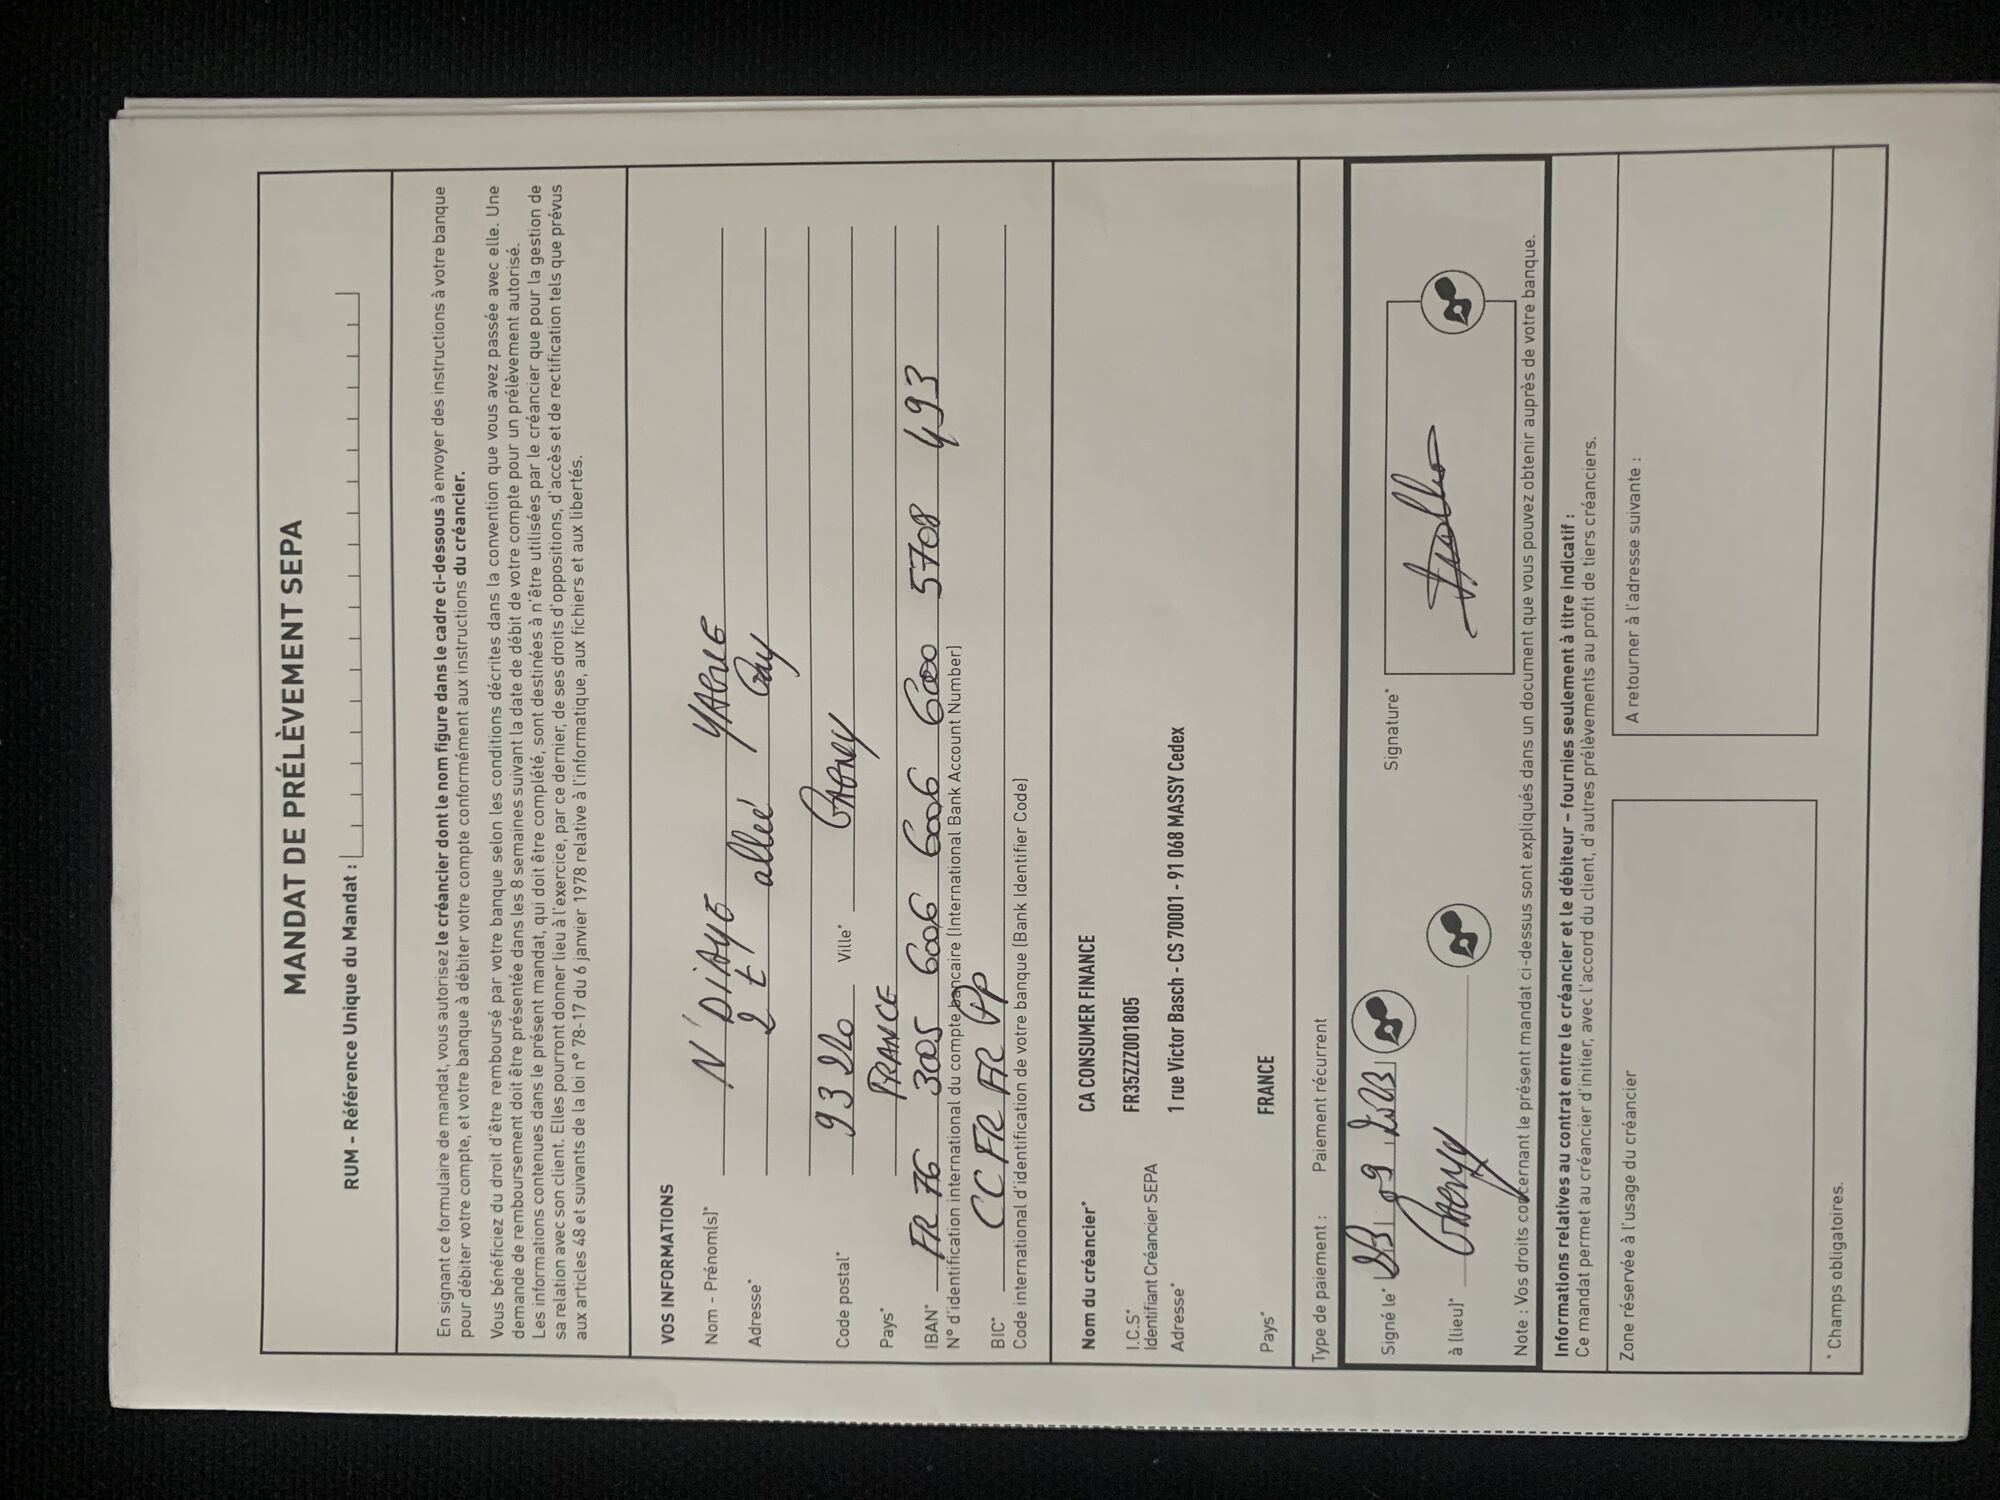 MANDAT DE PRÉLÈVEMENT SEPA
RUM - Référence Unique du Mandat :
En signant ce formulaire de mandat, vous autorisez le créancier dont le nom figure dans le cadre ci-dessous à envoyer des instructions à votre banque
pour débiter votre compte, et votre banque à débiter votre compte conformément aux instructions du créancier.
Vous bénéficiez du droit d'être remboursé par votre banque selon les conditions décrites dans la convention que vous avez passée avec elle. Une
demande de remboursement doit être présentée dans les 8 semaines suivant la date de débit de votre compte pour un prélèvement autorisé.
Les informations contenues dans le présent mandat, qui doit être complété, sont destinées à n'être utilisées par le créancier que pour la gestion de
sa relation avec son client. Elles pourront donner lieu à l'exercice, par ce dernier, de ses droits d'oppositions, d'accès et de rectification tels que prévus
aux articles 48 et suivants de la loi n° 78-17 du 6 janvier 1978 relative à l'informatique, aux fichiers et aux libertés.
VOS INFORMATIONS
Nom - Prénom(s)* N'DIAYE
Adresse* 2 allée
Code postal* 93220 Ville* GAGNY
Pays* FRANCE
IBAN* FR 76 3005 6006 6006 6000 5708 493
N° d'identification international du compte bancaire (International Bank Account Number)
BIC* CC FR FR PP
Code international d'identification de votre banque (Bank Identifier Code)
Nom du créancier* CA CONSUMER FINANCE
I.C.S* FR35ZZZ001805
Identifiant Créancier SEPA
Adresse* 1 rue Victor Basch - CS 70001 - 91 068 MASSY Cedex
Pays* FRANCE
Type de paiement : Paiement récurrent
Signé le* 09 Signature*
à (lieu)* Gagny
Note : Vos droits concernant le présent mandat ci-dessus sont expliqués dans un document que vous pouvez obtenir auprès de votre banque.
Informations relatives au contrat entre le créancier et le débiteur – fournies seulement à titre indicatif :
Ce mandat permet au créancier d'initier, avec l'accord du client, d'autres prélèvements au profit de tiers créanciers.
Zone réservée à l'usage du créancier
A retourner à l'adresse suivante :
* Champs obligatoires.